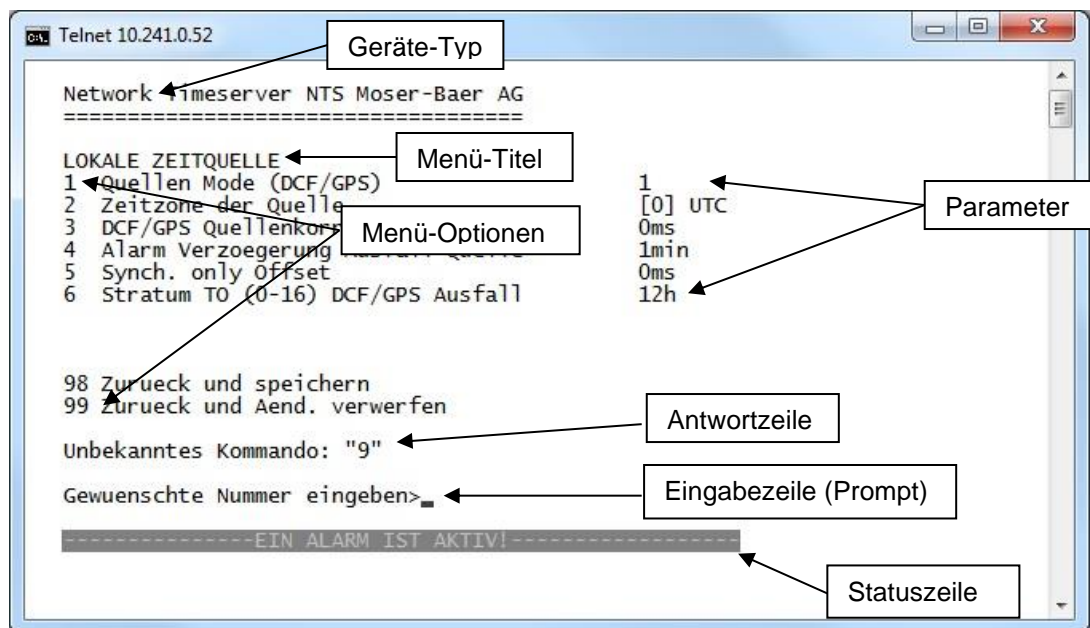 Telnet 10.241.0.52
Geräte-Typ
Network Timeserver NTS Moser-Baer AG
======================================
LOKALE ZEITQUELLE
Menü-Titel
1 Quellen Mode (DCF/GPS) 1
2 Zeitzone der Quelle [0] UTC
Parameter
3 DCF/GPS 0ms
Menü-Optionen
4 Alarm Verzoegerung Ausfall Quelle 1min
5 Synch. only Offset 0ms
6 Stratum TO (0-16) DCF/GPS Ausfall 12h
98 Zurueck und speichern
99 Zurueck und Aend. verwerfen
Antwortzeile
Unbekanntes Kommando: "9"
Gewuenschte Nummer eingeben>_
Eingabezeile (Prompt)
---------------EIN ALARM IST AKTIV!------------------
Statuszeile